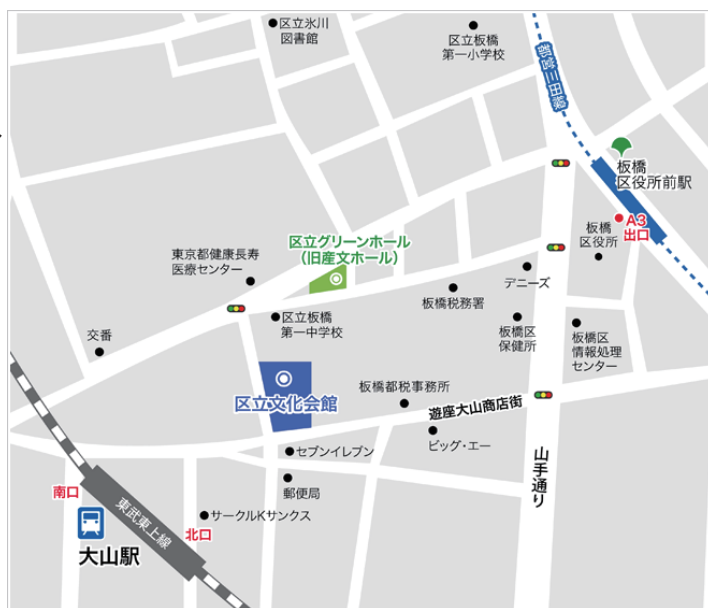 区立氷川
図書館
区立板橋
第一小学校
都営三田線
板橋
区役所前駅
A3
出口
板橋
区役所
区立グリーンホール
（旧産文ホール）
東京都健康長寿
医療センター
デニーズ
板橋税務署
区立板橋
第一中学校
板橋区
保健所
板橋区
情報処理
センター
交番
区立文化会館
板橋都税事務所
遊座大山商店街
ビッグ・エー
セブンイレブン
山手通り
郵便局
南口
サークルKサンクス
東武東上線
北口
大山駅